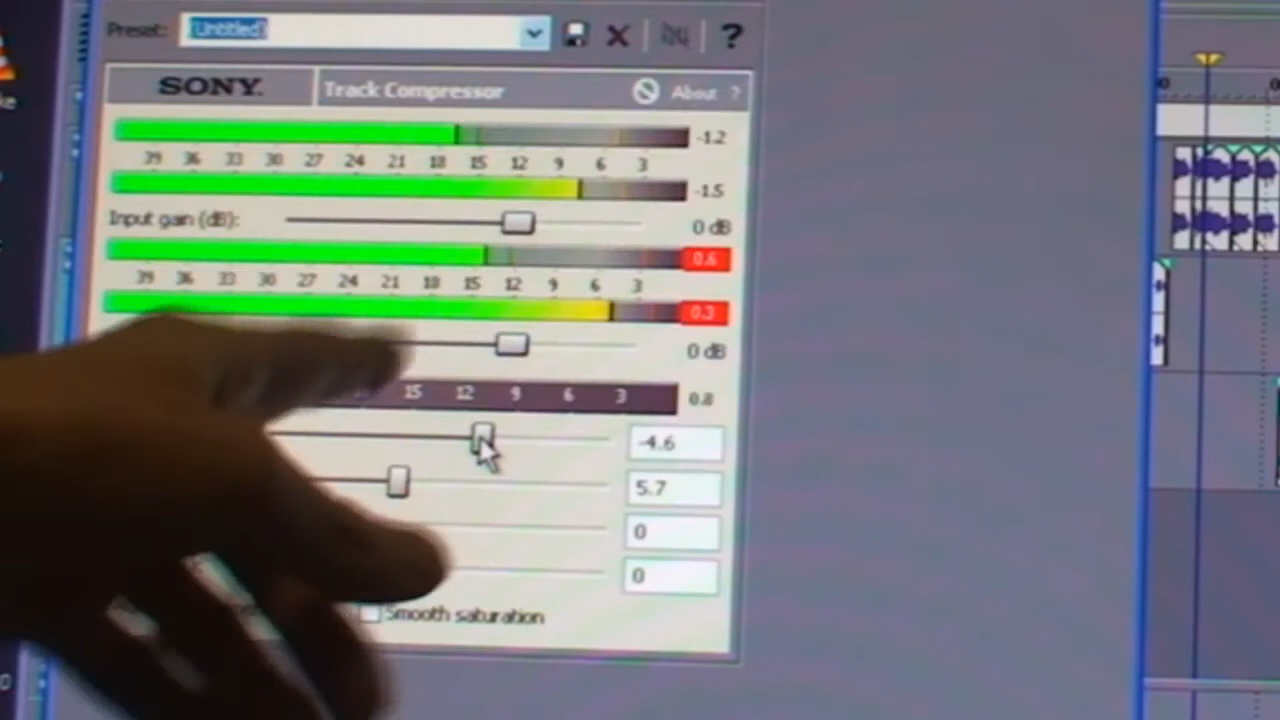 Preset: (Untitled) ?
SONY. Track Compressor About ?
-1.2
39 36 33 30 27 24 21 18 15 12 9 6 3
-1.5
Input gain (dB): 0 dB
0.6
39 36 33 30 27 24 21 18 15 12 9 6 3
0.3
0 dB
15 12 9 6 3 0.8
-4.6
5.7
0
0
Smooth saturation